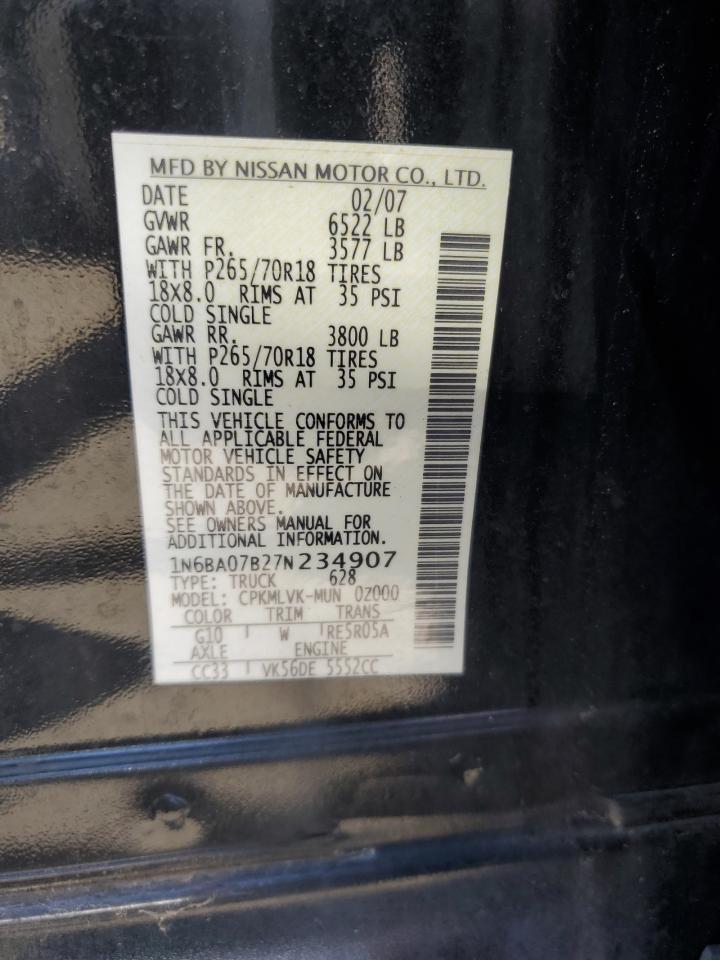 MFD BY NISSAN MOTOR CO., LTD.
DATE 02/07
GVWR 6522 LB
GAWR FR. 3577 LB
WITH P265/70R18 TIRES
18X8.0 RIMS AT 35 PSI
COLD SINGLE
GAWR RR. 3800 LB
WITH P265/70R18 TIRES
18X8.0 RIMS AT 35 PSI
COLD SINGLE
THIS VEHICLE CONFORMS TO
ALL APPLICABLE FEDERAL
MOTOR VEHICLE SAFETY
STANDARDS IN EFFECT ON
THE DATE OF MANUFACTURE
SHOWN ABOVE.
SEE OWNERS MANUAL FOR
ADDITIONAL INFORMATION.
1N6BA07B27N234907
TYPE: TRUCK 628
MODEL: CPKMLVK-MUN 0Z000
COLOR TRIM TRANS
G10 W RE5R05A
AXLE ENGINE
CC33 VK56DE 5552CC